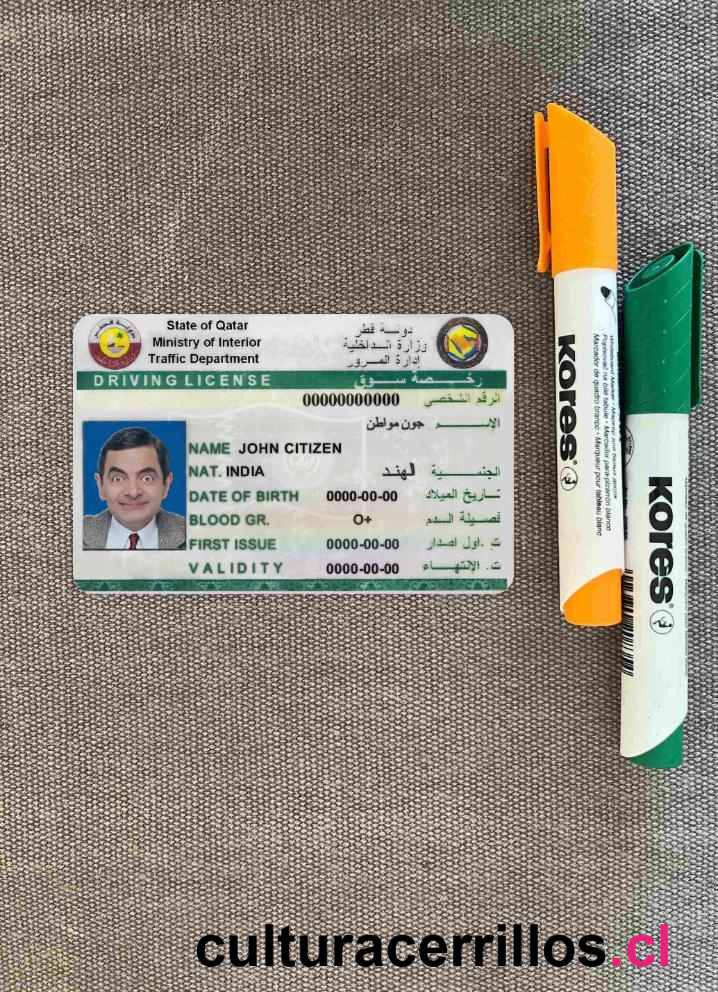 State of Qatar
Ministry of Interior
Traffic Department
دولة قطر
وزارة الداخلية
إدارة المرور
DRIVING LICENSE رخصة سوق
00000000000 الرقم الشخصي
جون مواطن الإسم
NAME JOHN CITIZEN
NAT. INDIA الهند الجنسية
DATE OF BIRTH 0000-00-00 تاريخ الميلاد
BLOOD GR. O+ فصيلة الدم
FIRST ISSUE 0000-00-00 ت .اول اصدار
VALIDITY 0000-00-00 ت. الإنتهاء
Kores
Marcador de quadro branco • Marqueur pour tableau blanc
Kores
culturacerrillos.cl